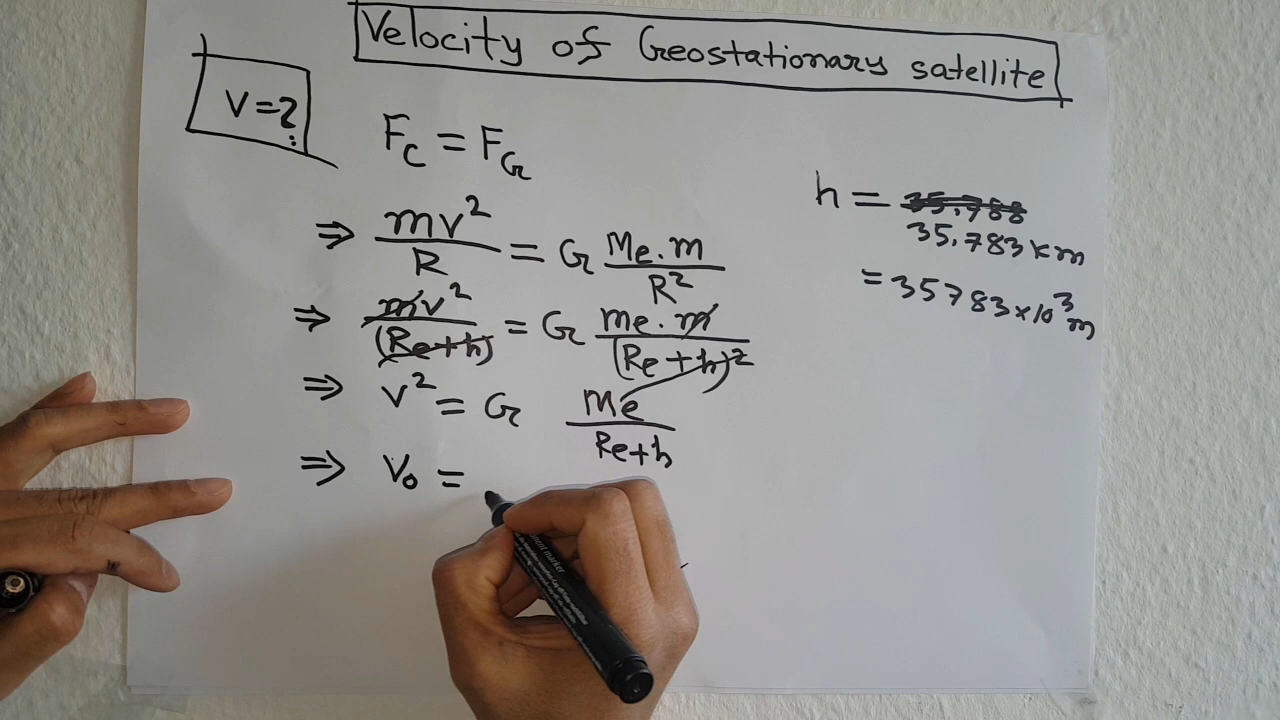 Velocity of Geostationary satellite
V=?
F_C = F_G
⇒ mv²/R = G Me.m/R²
⇒ mv²/(Re+h) = G Me.m/(Re+h)²
⇒ v² = G Me/Re+h
⇒ V₀ =
h = 35.788
35.783 km
= 35783×10³ m